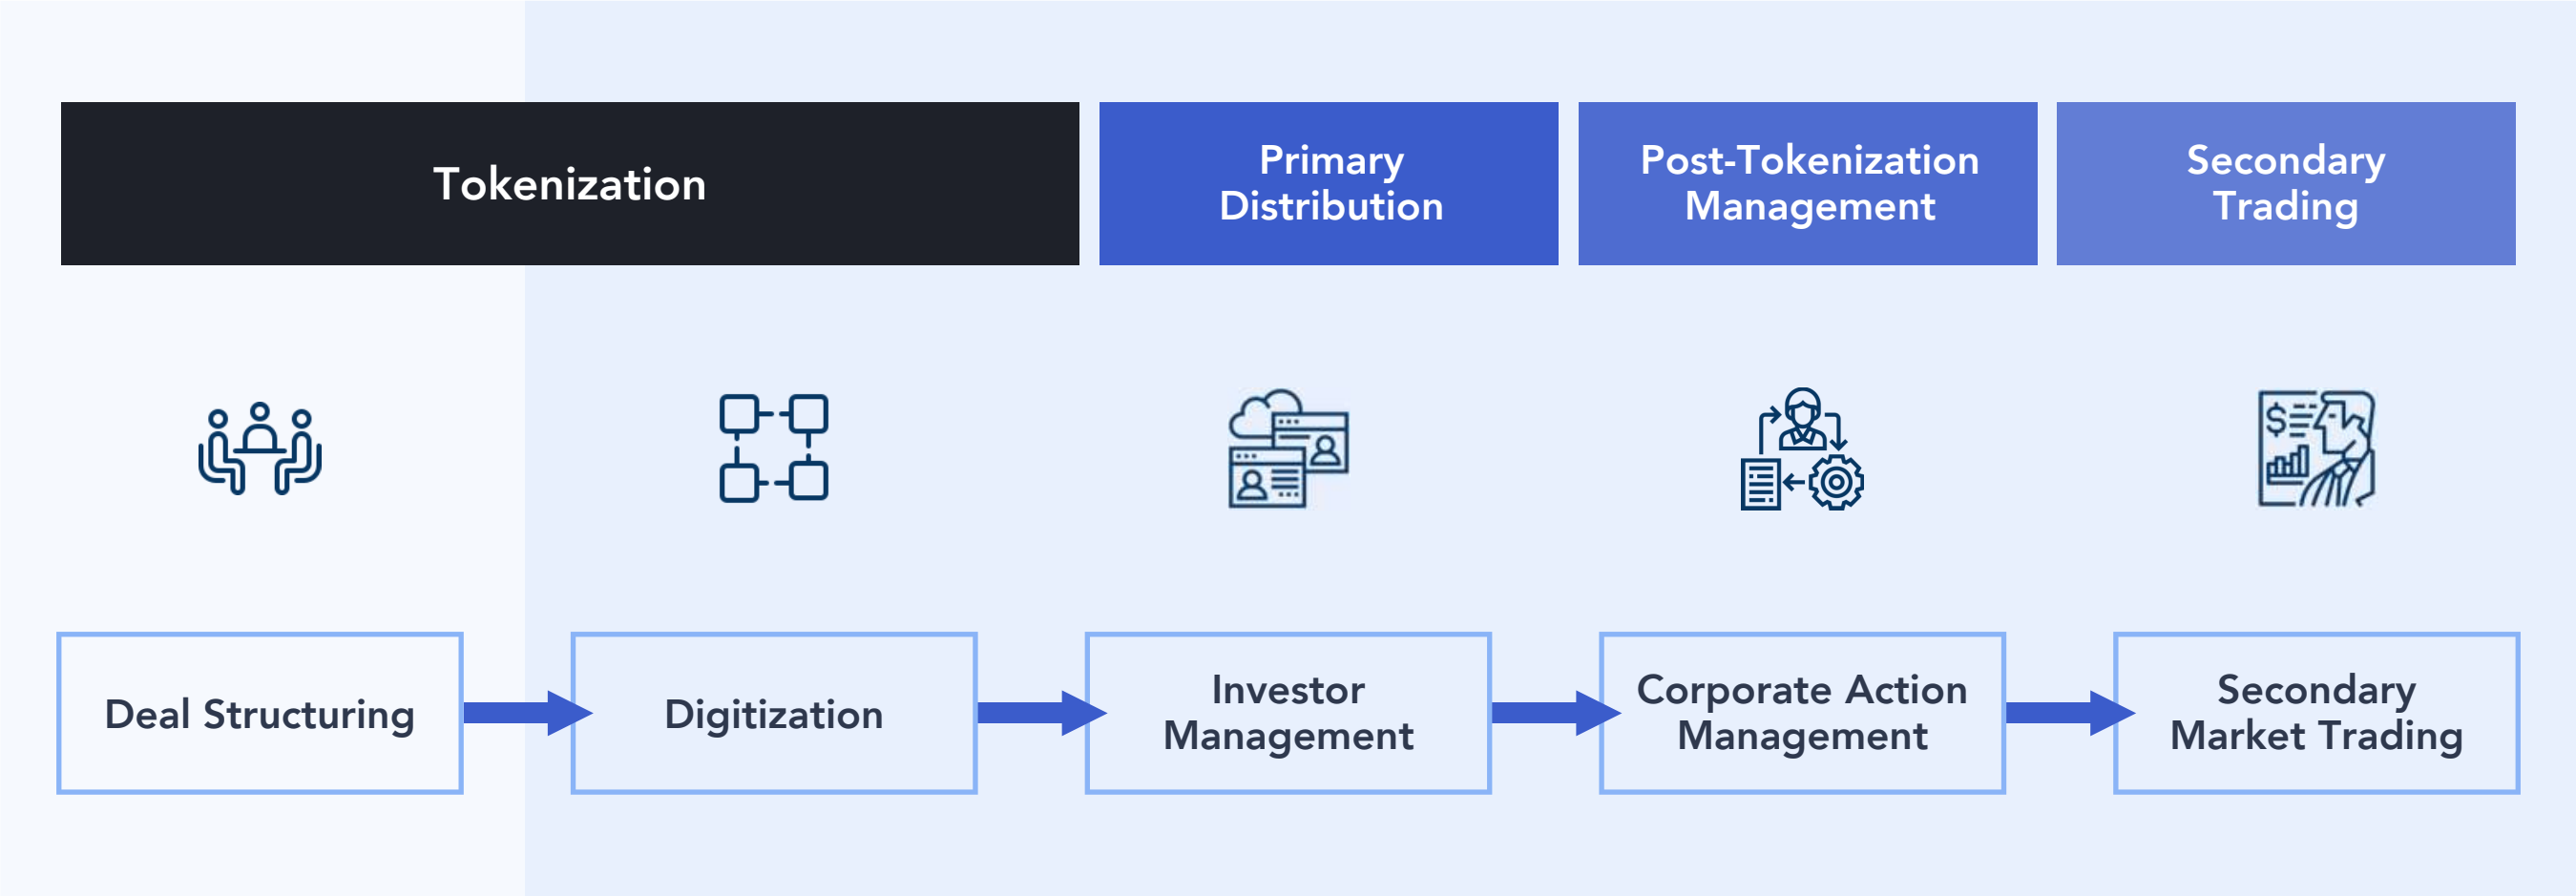 Tokenization
Primary
Distribution
Post-Tokenization
Management
Secondary
Trading
$
Deal Structuring
Digitization
Investor
Management
Corporate Action
Management
Secondary
Market Trading